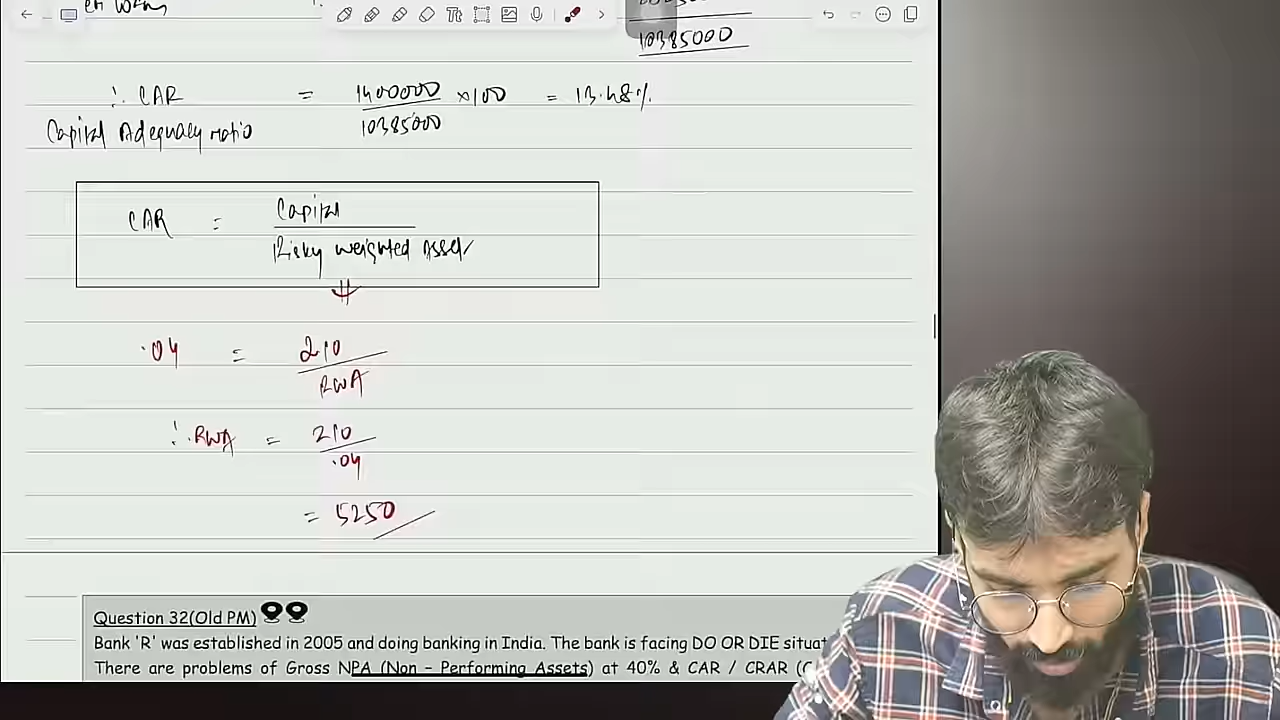 10385000
∴ CAR = 1400000 / 10385000 ×100 = 13.48%
Capital Adequacy ratio
CAR = Capital / Risky weighted Asset
.04 = 210 / RWA
∴ RWA = 210 / .04
= 5250
Question 32(Old PM)
Bank 'R' was established in 2005 and doing banking in India. The bank is facing DO OR DIE
There are problems of Gross NPA (Non – Performing Assets) at 40% & CAR / CRAR